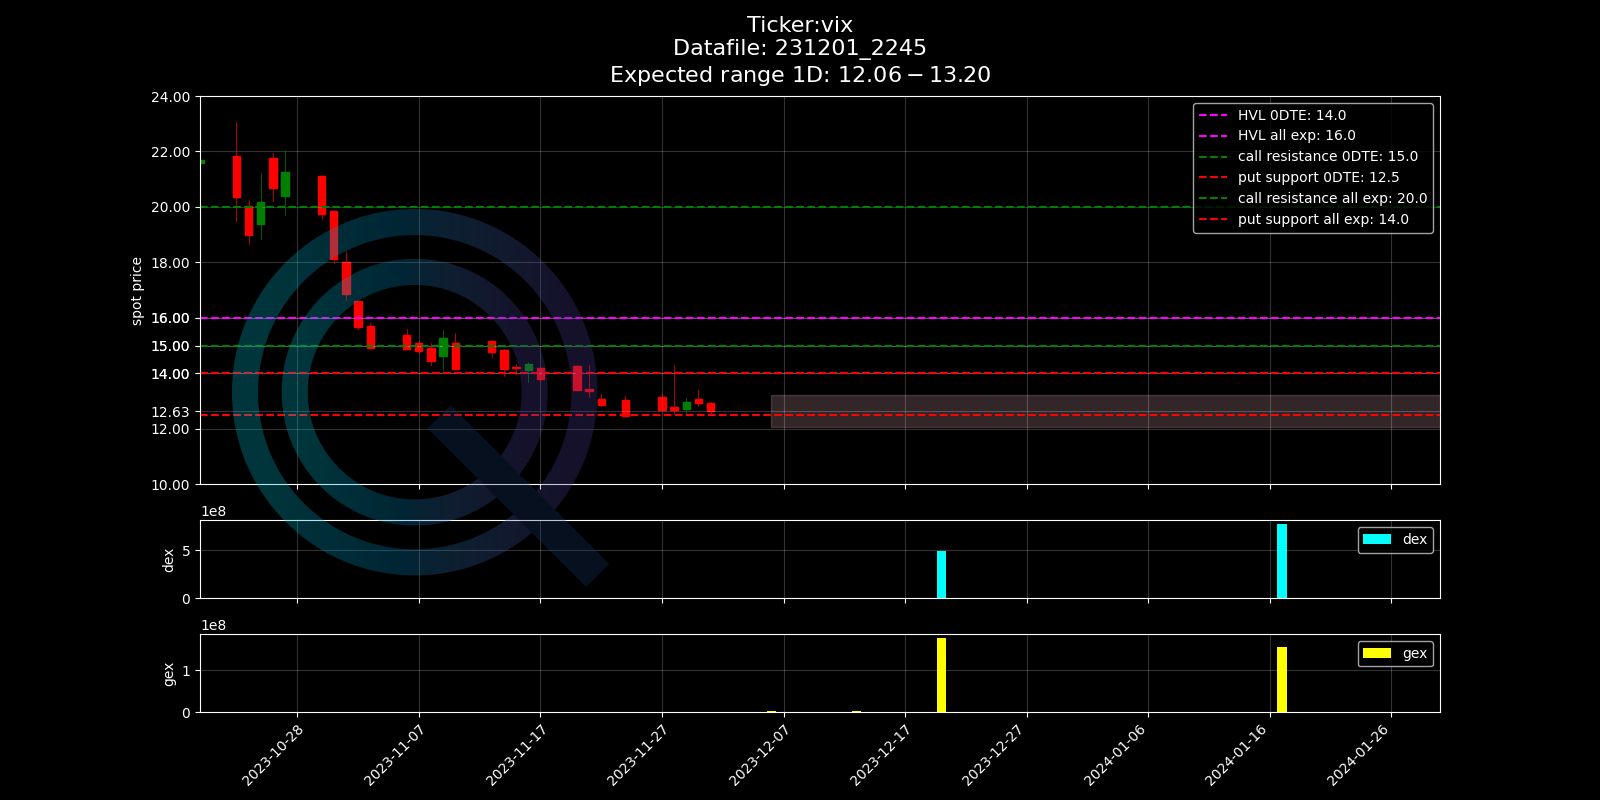 Ticker:vix
Datafile: 231201_2245
Expected range 1D: 12.06 − 13.20
24.00
22.00
20.00
18.00
16.00
15.00
14.00
12.63
12.00
10.00
spot price
HVL 0DTE: 14.0
HVL all exp: 16.0
call resistance 0DTE: 15.0
put support 0DTE: 12.5
call resistance all exp: 20.0
put support all exp: 14.0
1e8
5
0
dex
dex
1e8
1
0
gex
gex
2023-10-28
2023-11-07
2023-11-17
2023-11-27
2023-12-07
2023-12-17
2023-12-27
2024-01-06
2024-01-16
2024-01-26